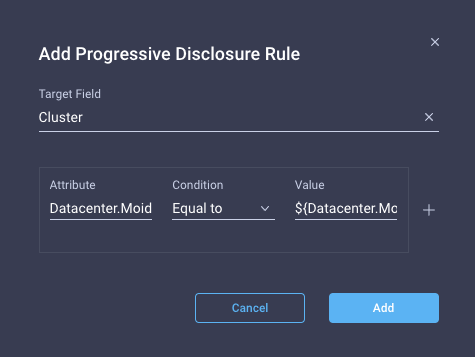 Add Progressive Disclosure Rule
Target Field
Cluster
Attribute Condition Value
Datacenter.Moid Equal to ${Datacenter.Mo
Cancel Add